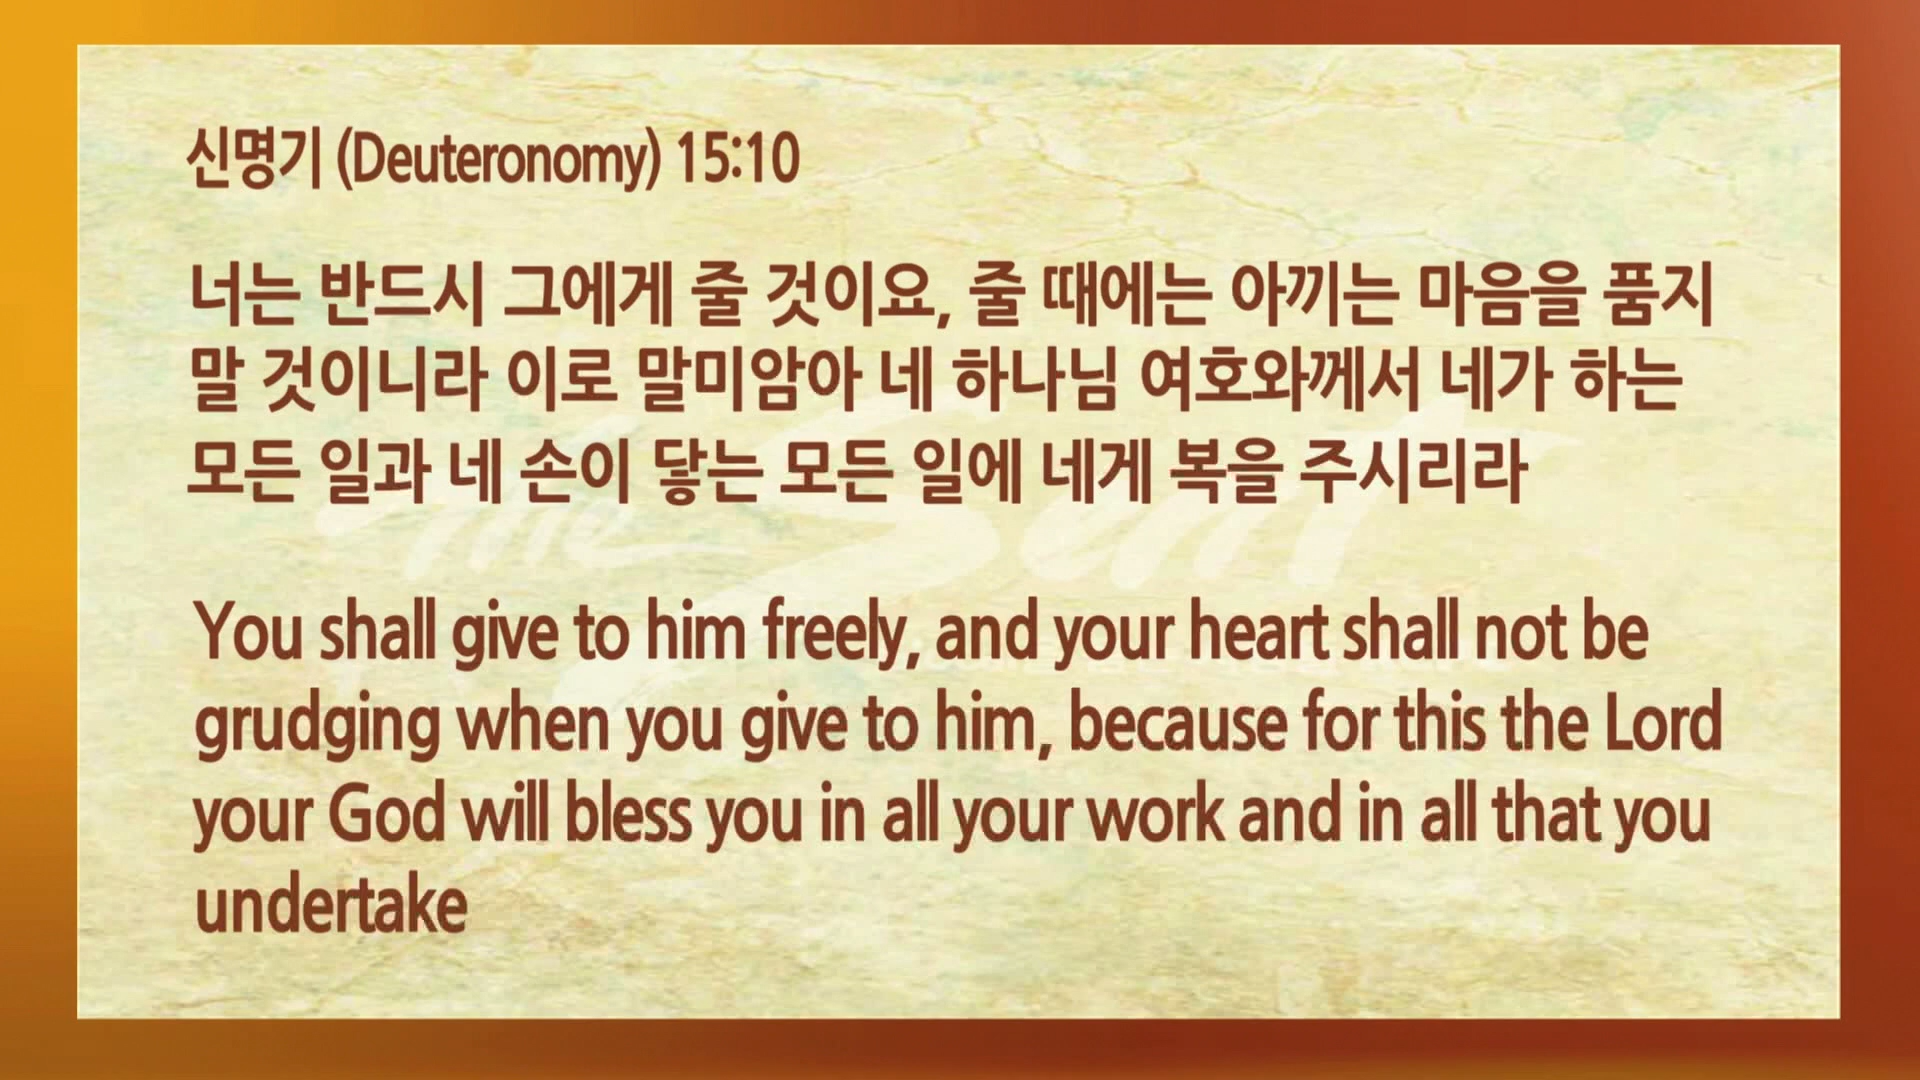 신명기 (Deuteronomy) 15:10
너는 반드시 그에게 줄 것이요, 줄 때에는 아끼는 마음을 품지
말 것이니라 이로 말미암아 네 하나님 여호와께서 네가 하는
모든 일과 네 손이 닿는 모든 일에 네게 복을 주시리라
The Sent
You shall give to him freely, and your heart shall not be
grudging when you give to him, because for this the Lord
your God will bless you in all your work and in all that you
undertake